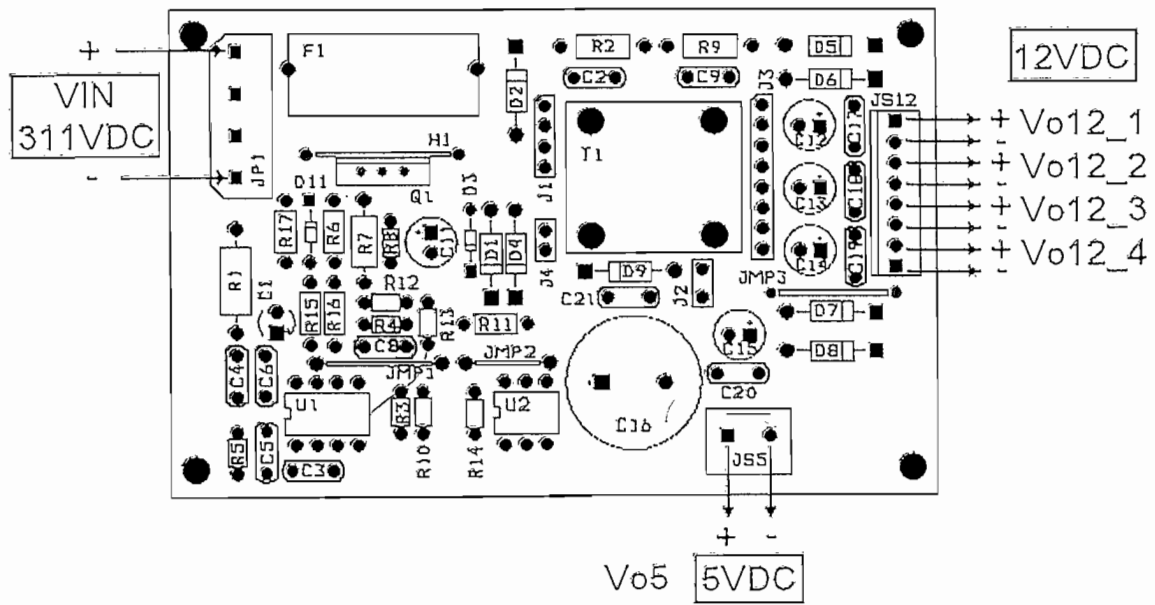 +
VIN
311VDC
-
JP1
F1
H1
Q1
D2
R2
R9
C2
C9
D5
D6
J3
J1
T1
J4
12VDC
JS12
+ Vo12_1
-
+ Vo12_2
-
+ Vo12_3
-
+ Vo12_4
-
C12
C13
C14
C17
C18
C19
D11
R17
R6
R7
R8
C11
D3
D1
D4
D9
C21
J2
JMP3
R1
C1
R15
R16
R12
R4
C8
R13
R11
D7
D8
C15
C20
JMP1
JMP2
C4
C6
U1
R3
R10
R14
U2
C16
R5
C5
C3
JS5
+ -
Vo5 5VDC